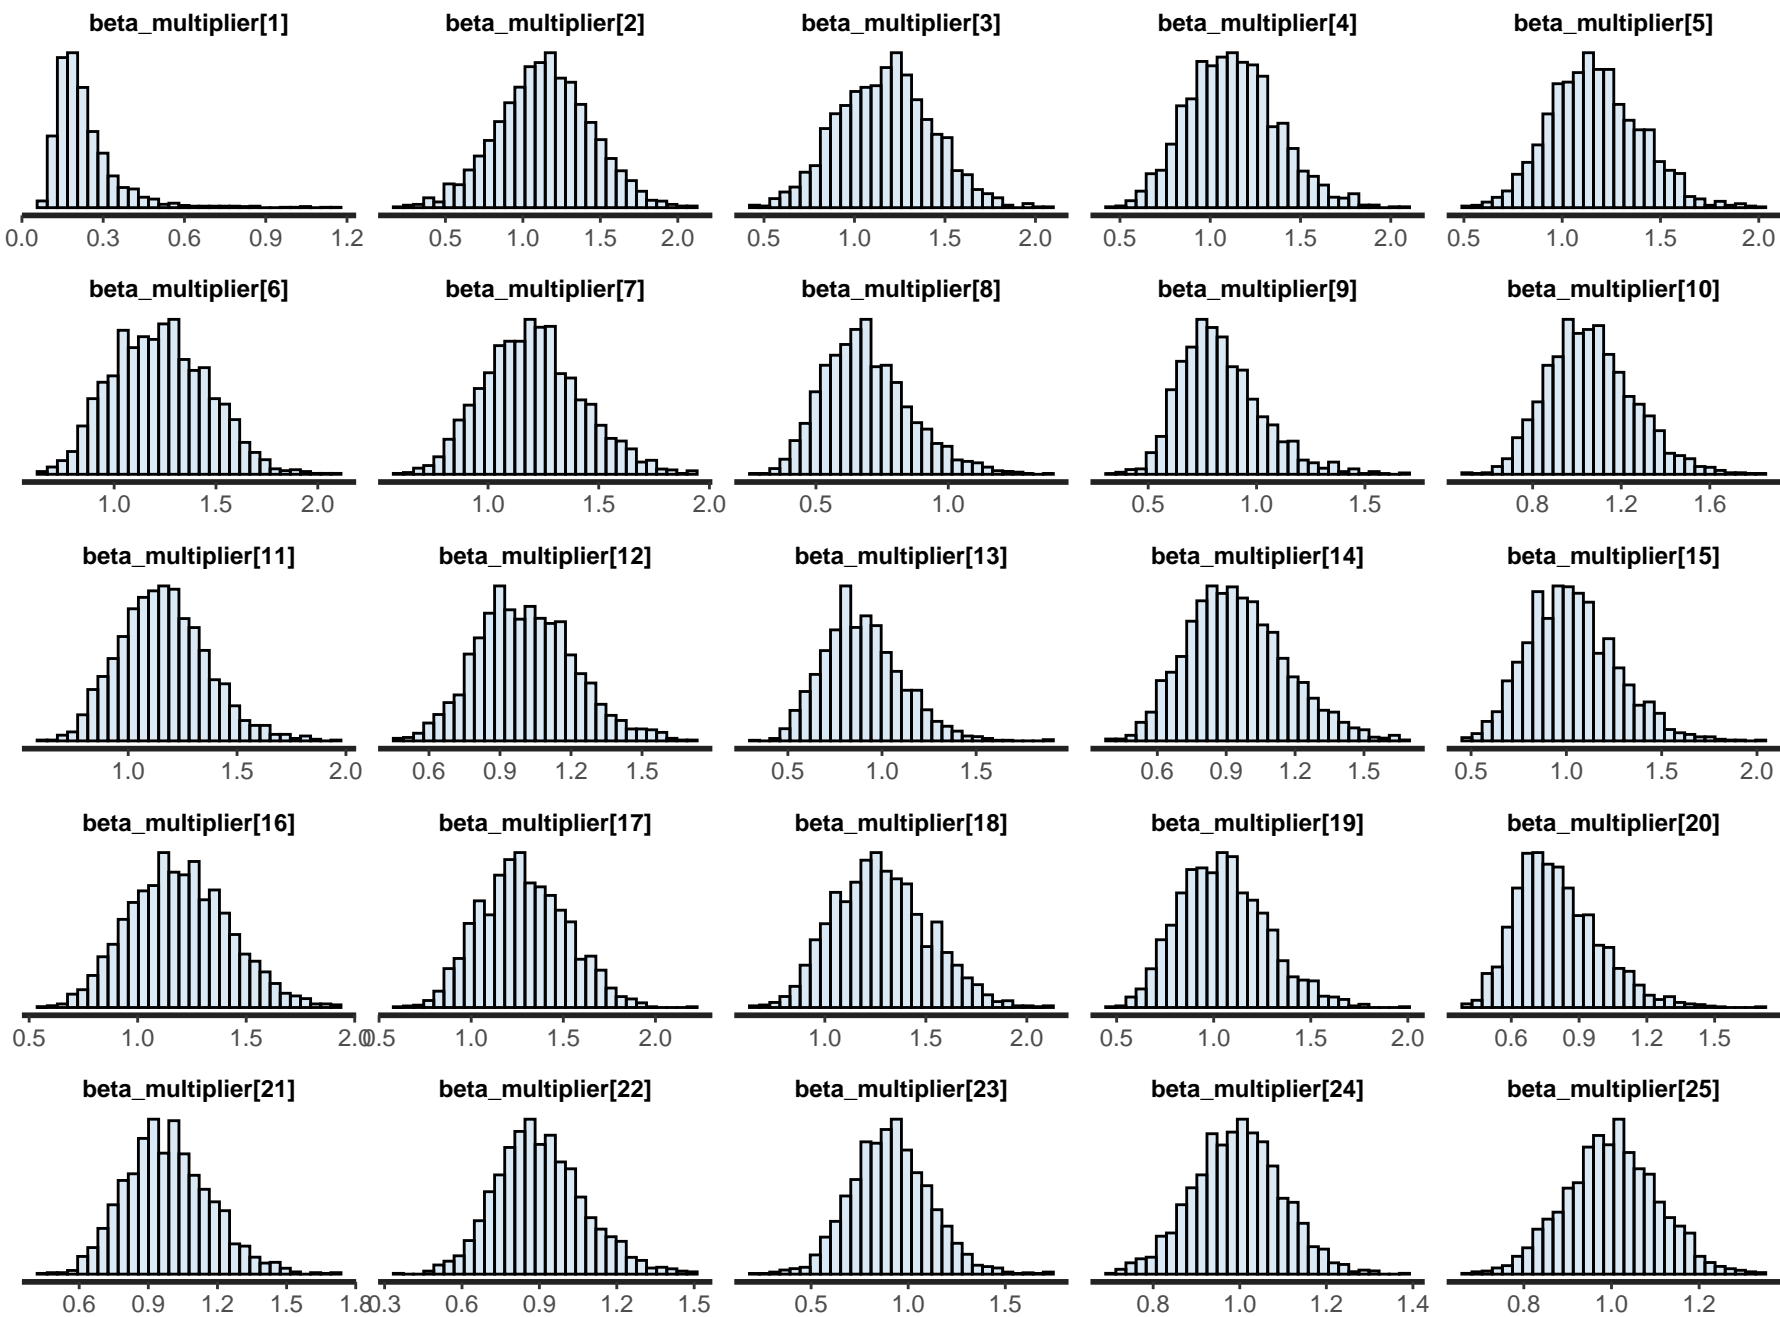 beta_multiplier[1] beta_multiplier[2] beta_multiplier[3] beta_multiplier[4] beta_multiplier[5]
0.0 0.3 0.6 0.9 1.2 0.5 1.0 1.5 2.0 0.5 1.0 1.5 2.0 0.5 1.0 1.5 2.0 0.5 1.0 1.5 2.0
beta_multiplier[6] beta_multiplier[7] beta_multiplier[8] beta_multiplier[9] beta_multiplier[10]
1.0 1.5 2.0 1.0 1.5 2.0 0.5 1.0 0.5 1.0 1.5 0.8 1.2 1.6
beta_multiplier[11] beta_multiplier[12] beta_multiplier[13] beta_multiplier[14] beta_multiplier[15]
1.0 1.5 2.0 0.6 0.9 1.2 1.5 0.5 1.0 1.5 0.6 0.9 1.2 1.5 0.5 1.0 1.5 2.0
beta_multiplier[16] beta_multiplier[17] beta_multiplier[18] beta_multiplier[19] beta_multiplier[20]
0.5 1.0 1.5 2.0 0.5 1.0 1.5 2.0 1.0 1.5 2.0 0.5 1.0 1.5 2.0 0.6 0.9 1.2 1.5
beta_multiplier[21] beta_multiplier[22] beta_multiplier[23] beta_multiplier[24] beta_multiplier[25]
0.6 0.9 1.2 1.5 1.8 0.3 0.6 0.9 1.2 1.5 0.5 1.0 1.5 0.8 1.0 1.2 1.4 0.8 1.0 1.2